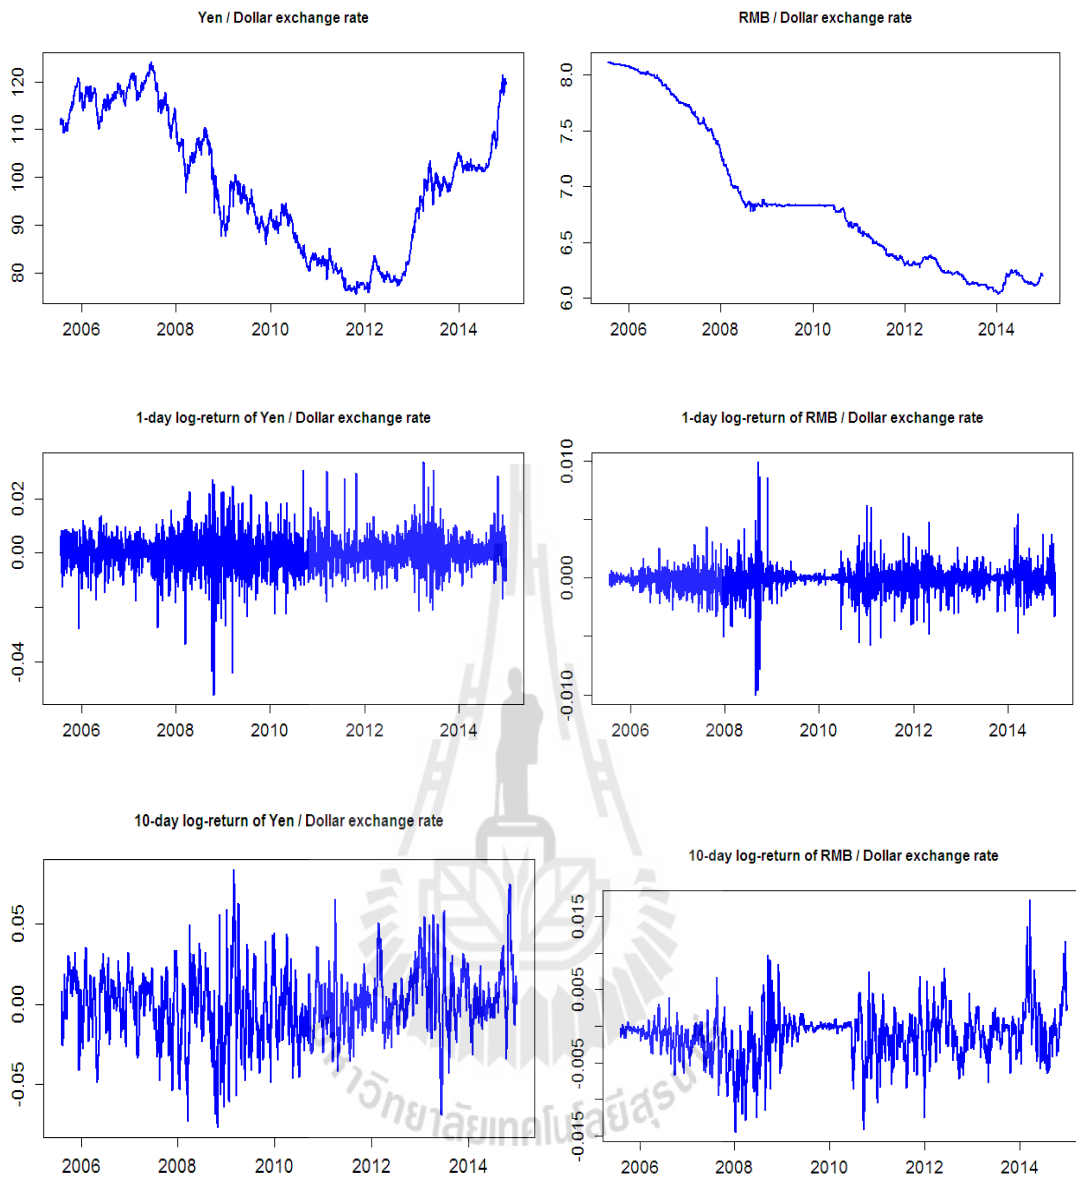 Yen / Dollar exchange rate
RMB / Dollar exchange rate
120
110
100
90
80
2006 2008 2010 2012 2014
8.0
7.5
7.0
6.5
6.0
2006 2008 2010 2012 2014
1-day log-return of Yen / Dollar exchange rate
1-day log-return of RMB / Dollar exchange rate
0.02
0.00
-0.04
2006 2008 2010 2012 2014
0.010
0.000
-0.010
2006 2008 2010 2012 2014
10-day log-return of Yen / Dollar exchange rate
10-day log-return of RMB / Dollar exchange rate
0.05
0.00
-0.05
2006 2008 2010 2012 2014
0.015
0.005
-0.005
-0.015
2006 2008 2010 2012 2014